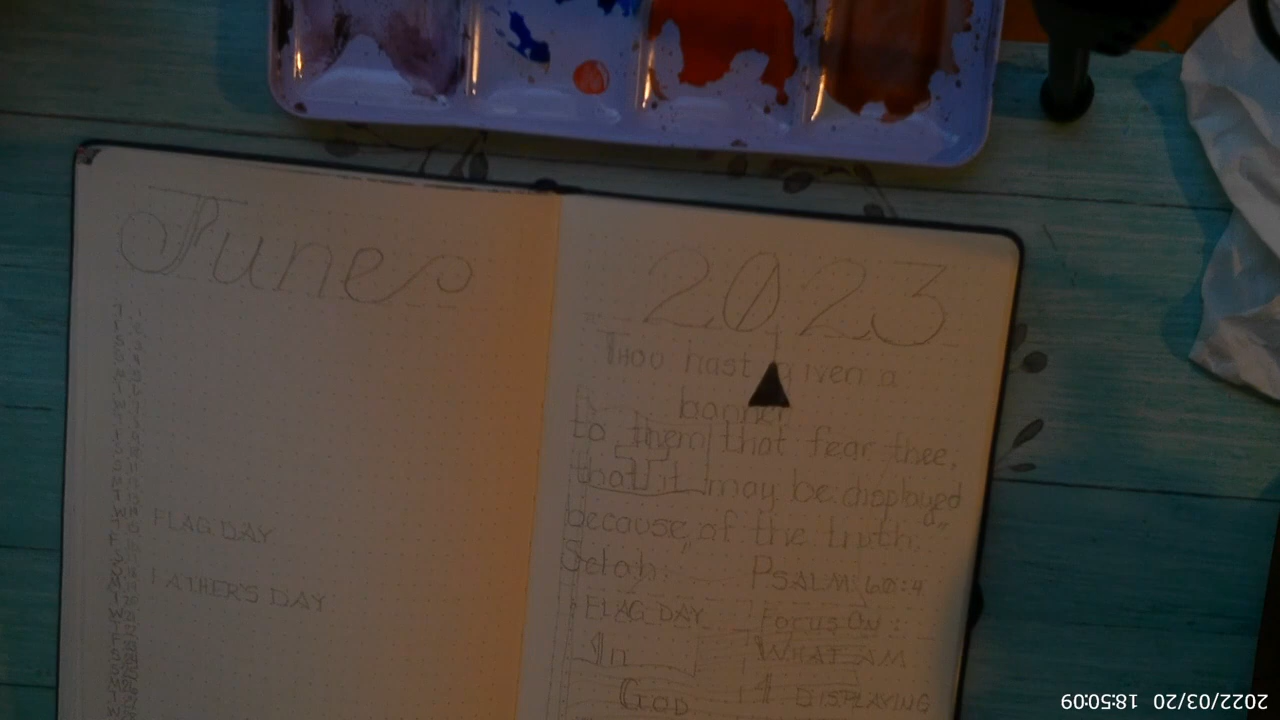 June
FLAG DAY
FATHER'S DAY
2023
Thou hast given a
banner
to them that fear thee,
that it may be displayed
because of the truth."
Selah. PSALM 60:4
FLAG DAY Focus On:
In WHAT AM
GOD I DISPLAYING
2022/03/20 18:50:09